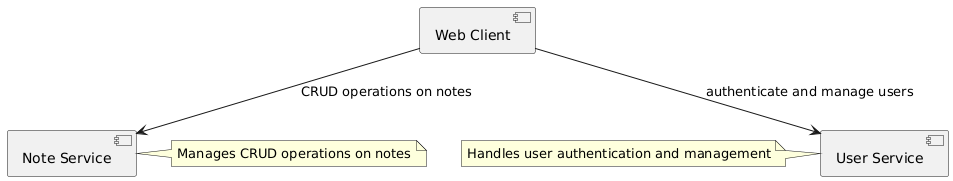 Web Client
CRUD operations on notes
authenticate and manage users
Note Service
Manages CRUD operations on notes
Handles user authentication and management
User Service